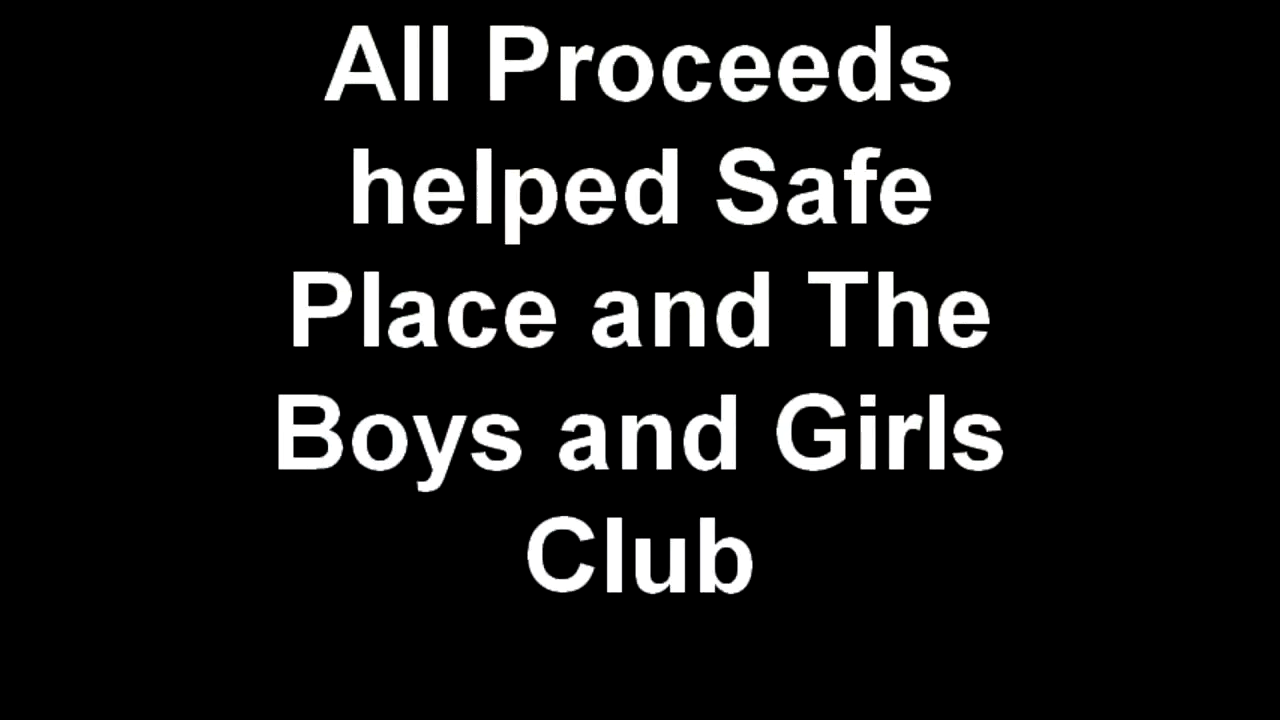 All Proceeds
helped Safe
Place and The
Boys and Girls
Club